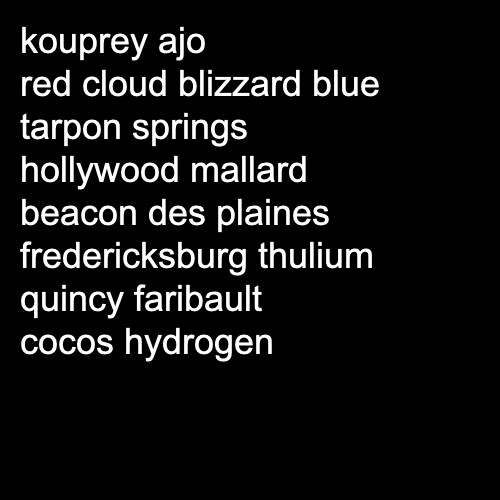 kouprey ajo
red cloud blizzard blue
tarpon springs
hollywood mallard
beacon des plaines
fredericksburg thulium
quincy faribault
cocos hydrogen